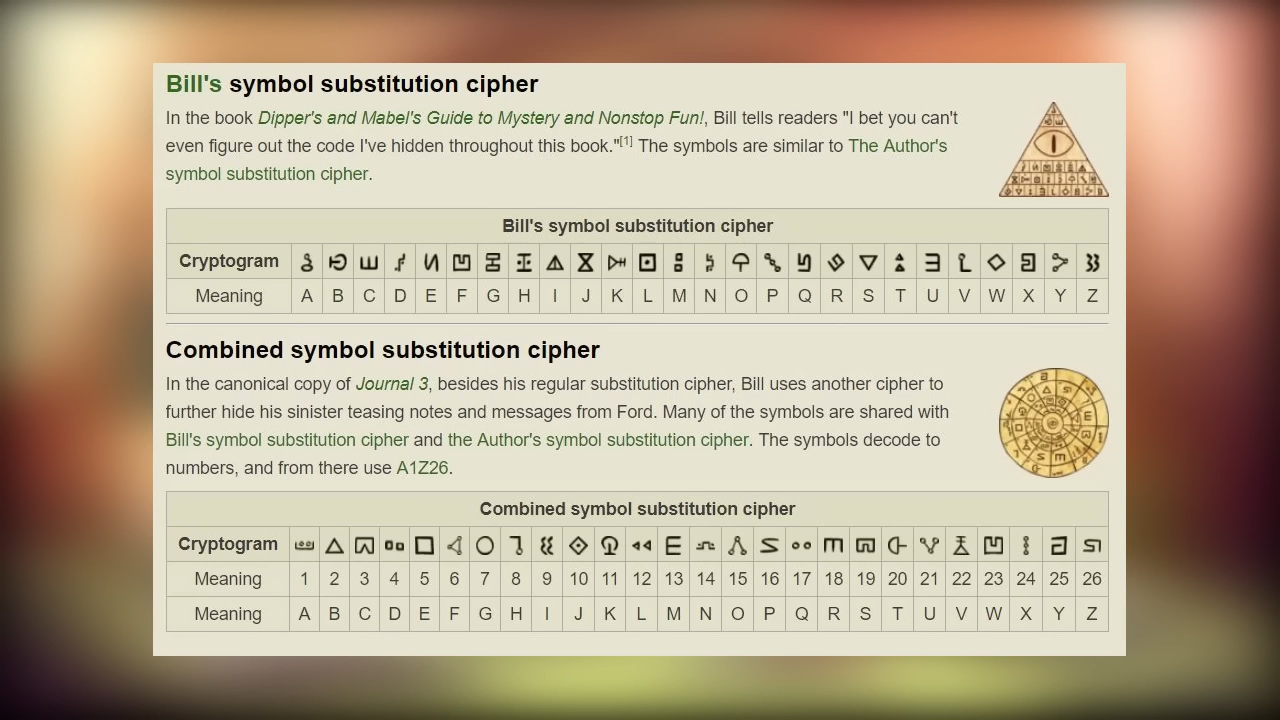 Bill's symbol substitution cipher
In the book Dipper's and Mabel's Guide to Mystery and Nonstop Fun!, Bill tells readers "I bet you can't
even figure out the code I've hidden throughout this book."[1] The symbols are similar to The Author's
symbol substitution cipher.
Bill's symbol substitution cipher
Cryptogram
Meaning A B C D E F G H I J K L M N O P Q R S T U V W X Y Z
Combined symbol substitution cipher
In the canonical copy of Journal 3, besides his regular substitution cipher, Bill uses another cipher to
further hide his sinister teasing notes and messages from Ford. Many of the symbols are shared with
Bill's symbol substitution cipher and the Author's symbol substitution cipher. The symbols decode to
numbers, and from there use A1Z26.
Combined symbol substitution cipher
Cryptogram
Meaning 1 2 3 4 5 6 7 8 9 10 11 12 13 14 15 16 17 18 19 20 21 22 23 24 25 26
Meaning A B C D E F G H I J K L M N O P Q R S T U V W X Y Z